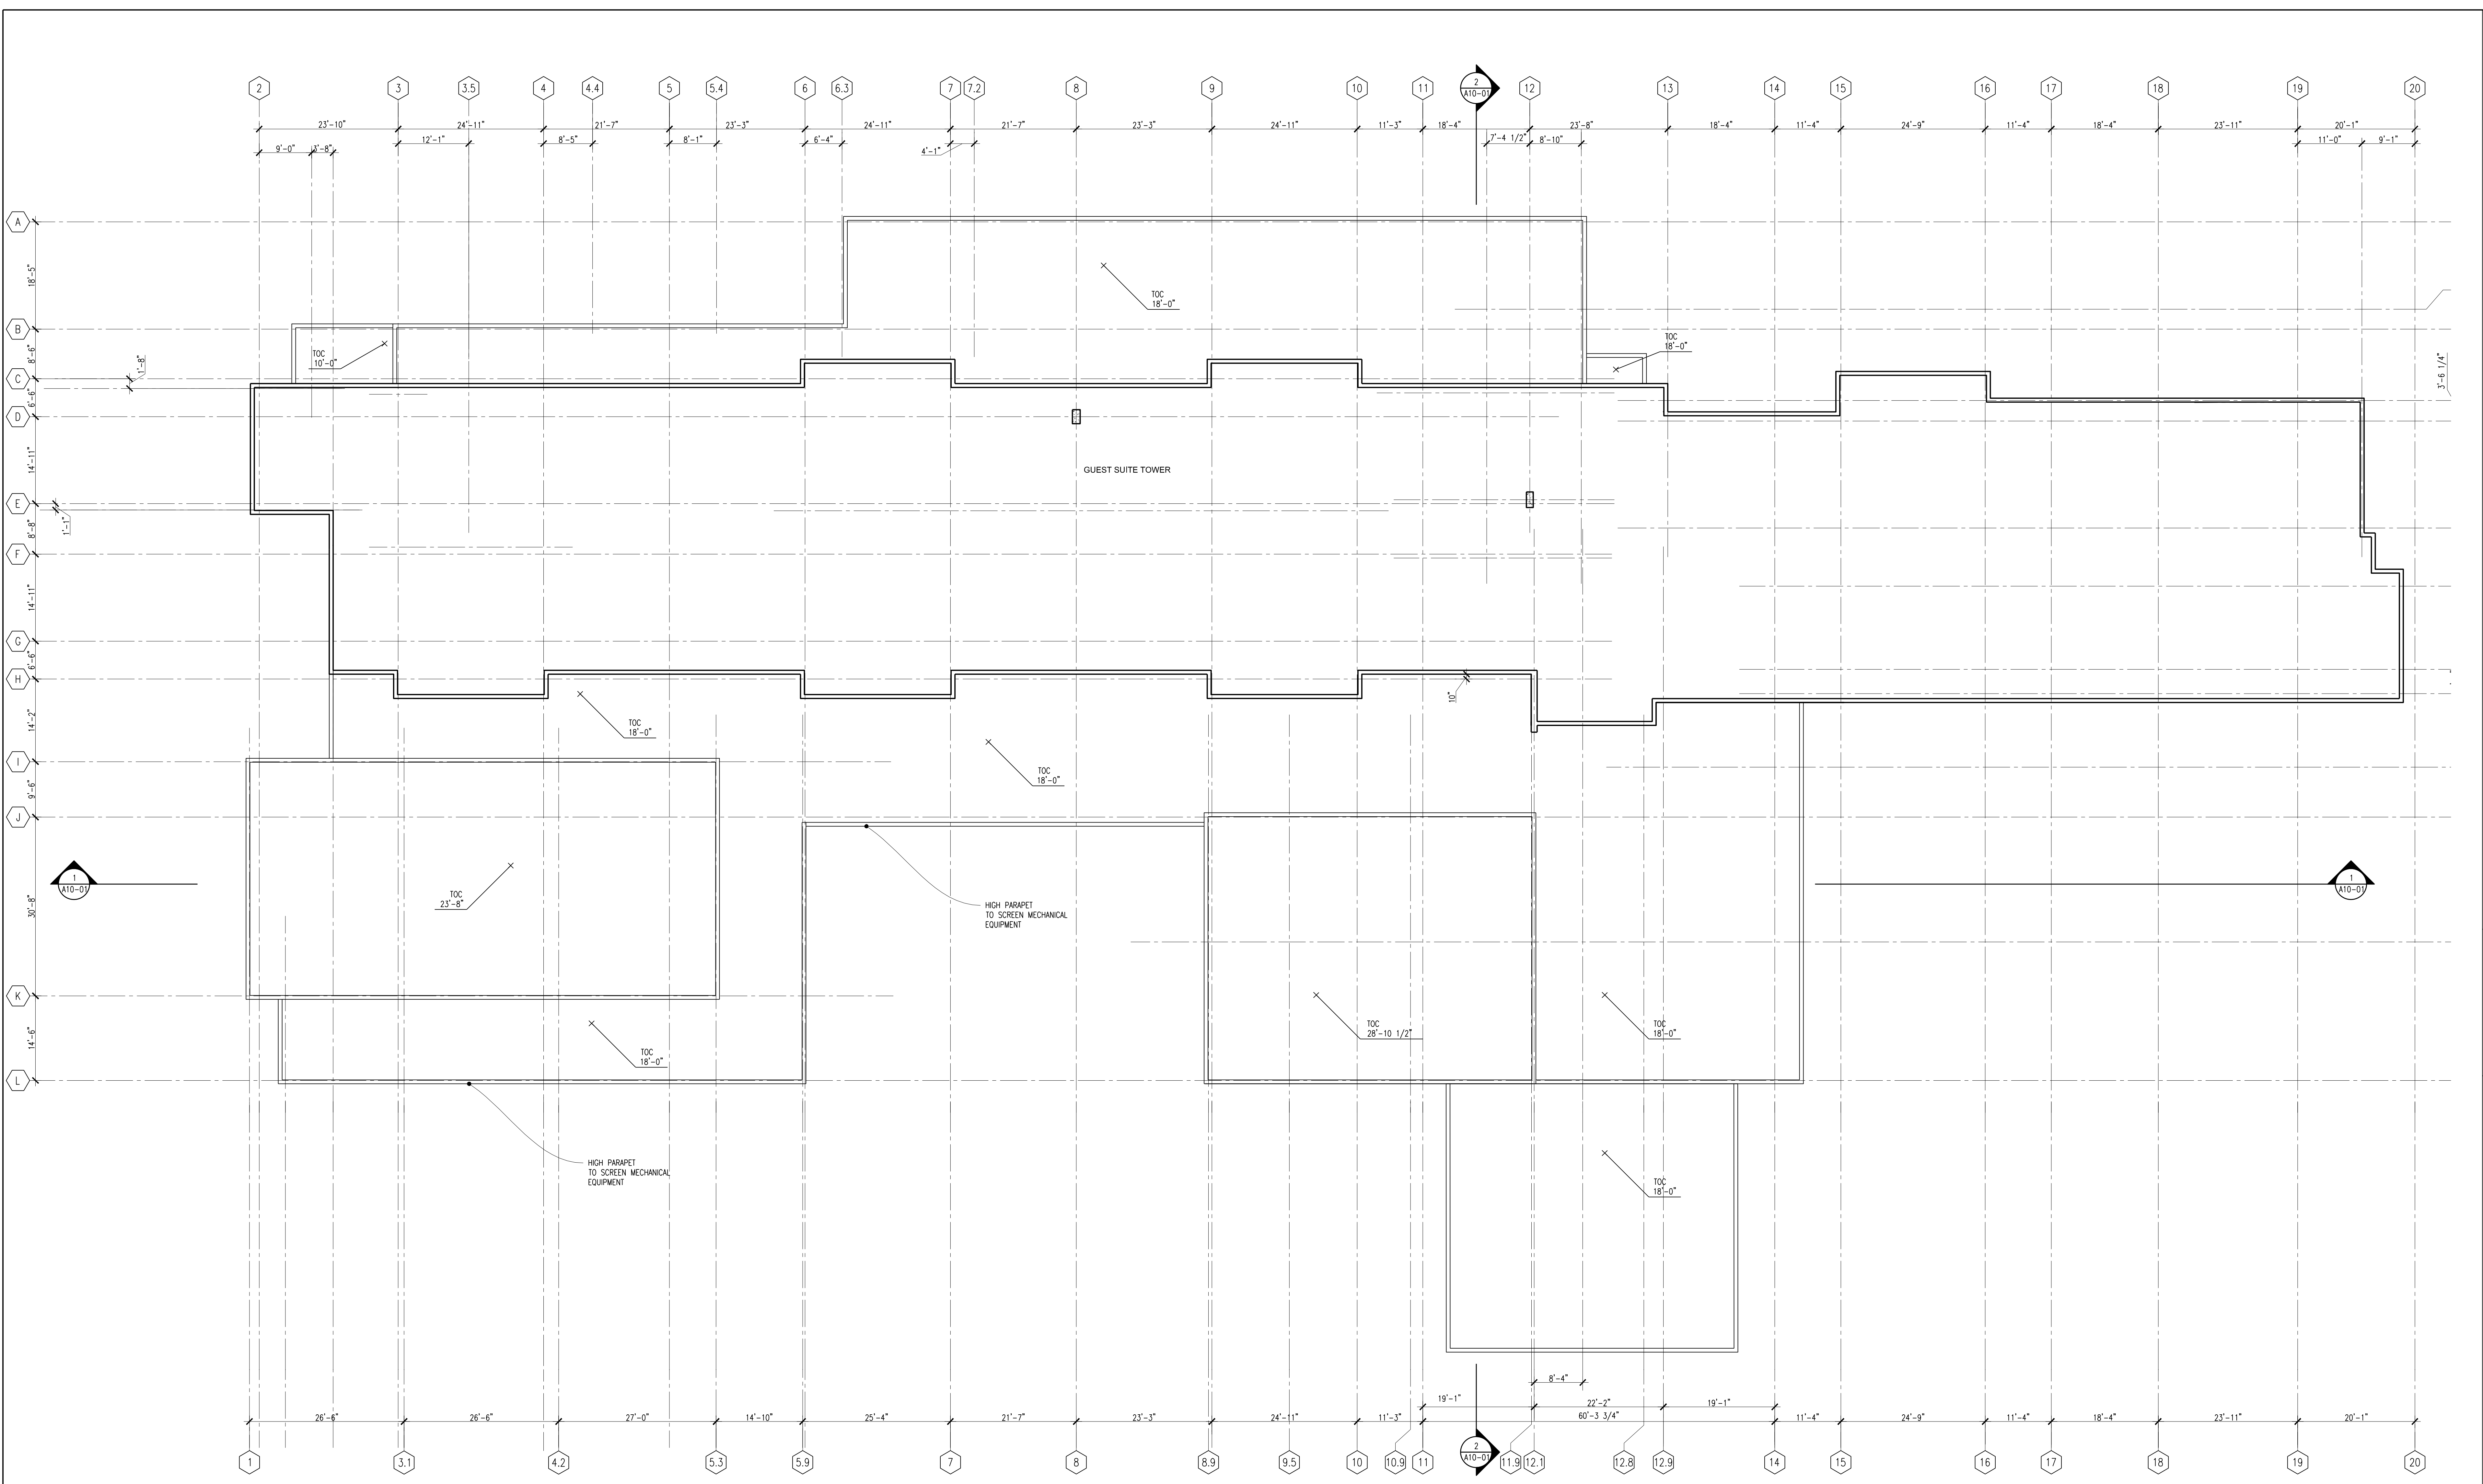 2 3 3.5 4 4.4 5 5.4 6 6.3 7 7.2 8 9 10 11 2 12 13 14 15 16 17 18 19 20
A10-01
23'-10" 24'-11" 21'-7" 23'-3" 24'-11" 21'-7" 23'-3" 24'-11" 11'-3" 18'-4" 23'-8" 18'-4" 11'-4" 24'-9" 11'-4" 18'-4" 23'-11" 20'-1"
9'-0" 3'-8" 12'-1" 8'-5" 8'-1" 6'-4" 4'-1" 7'-4 1/2" 8'-10" 11'-0" 9'-1"
A
18'-5"
TOC
18'-0"
B
TOC
18'-0"
TOC
10'-0"
8'-6"
1'-8"
3'-6 1/4"
C
6'-6"
D
14'-11"
GUEST SUITE TOWER
E
1'-1"
8'-8"
F
14'-11"
G
6'-6"
H
10"
14'-2"
TOC
18'-0"
I
TOC
18'-0"
9'-6"
J
1
A10-01
1
A10-01
30'-8"
TOC
23'-8"
HIGH PARAPET
TO SCREEN MECHANICAL
EQUIPMENT
K
14'-6"
TOC
18'-0"
TOC
28'-10 1/2"
TOC
18'-0"
L
HIGH PARAPET
TO SCREEN MECHANICAL
EQUIPMENT
TOC
18'-0"
8'-4"
19'-1" 22'-2" 19'-1"
26'-6" 26'-6" 27'-0" 14'-10" 25'-4" 21'-7" 23'-3" 24'-11" 11'-3" 60'-3 3/4" 11'-4" 24'-9" 11'-4" 18'-4" 23'-11" 20'-1"
1 3.1 4.2 5.3 5.9 7 8 8.9 9.5 10 10.9 11 2 11.9 12.1 12.8 12.9 14 15 16 17 18 19 20
A10-01